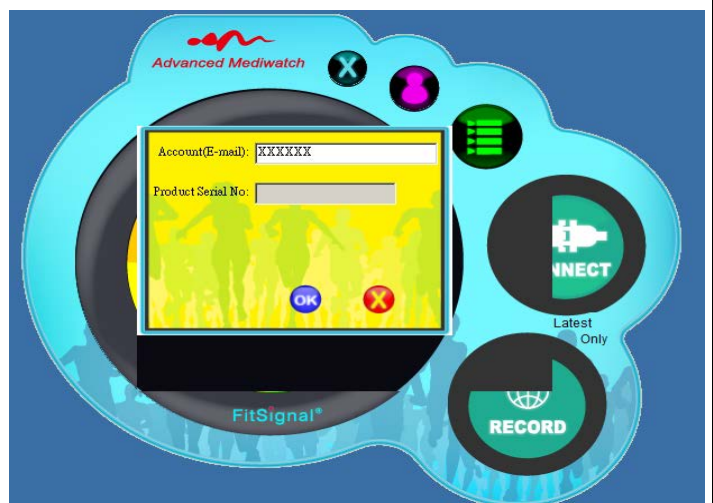 Advanced Mediwatch
X
Account(E-mail): XXXXXX
Product Serial No:
OK
X
NNECT
Latest
Only
FitSignal®
RECORD